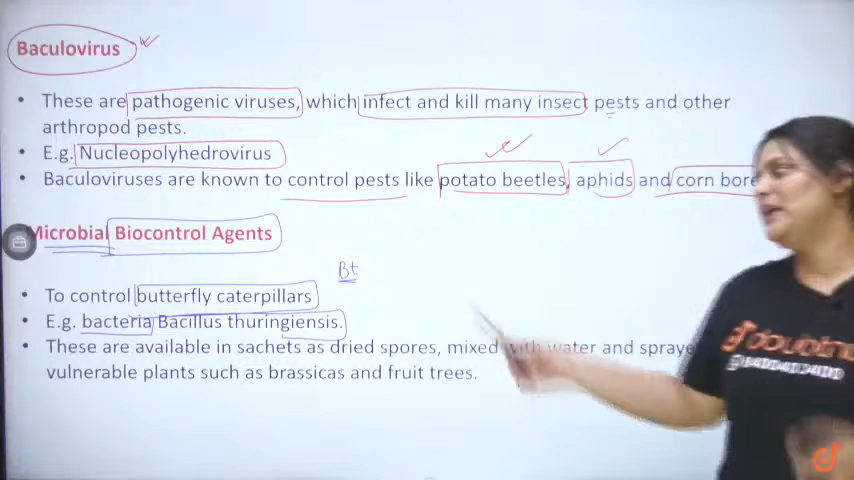 Baculovirus
• These are pathogenic viruses, which infect and kill many insect pests and other
arthropod pests.
• E.g. Nucleopolyhedrovirus
• Baculoviruses are known to control pests like potato beetles, aphids and corn
Microbial Biocontrol Agents
Bt
• To control butterfly caterpillars
• E.g. bacteria Bacillus thuringiensis.
• These are available in sachets as dried spores, mixed with water and
vulnerable plants such as brassicas and fruit trees.